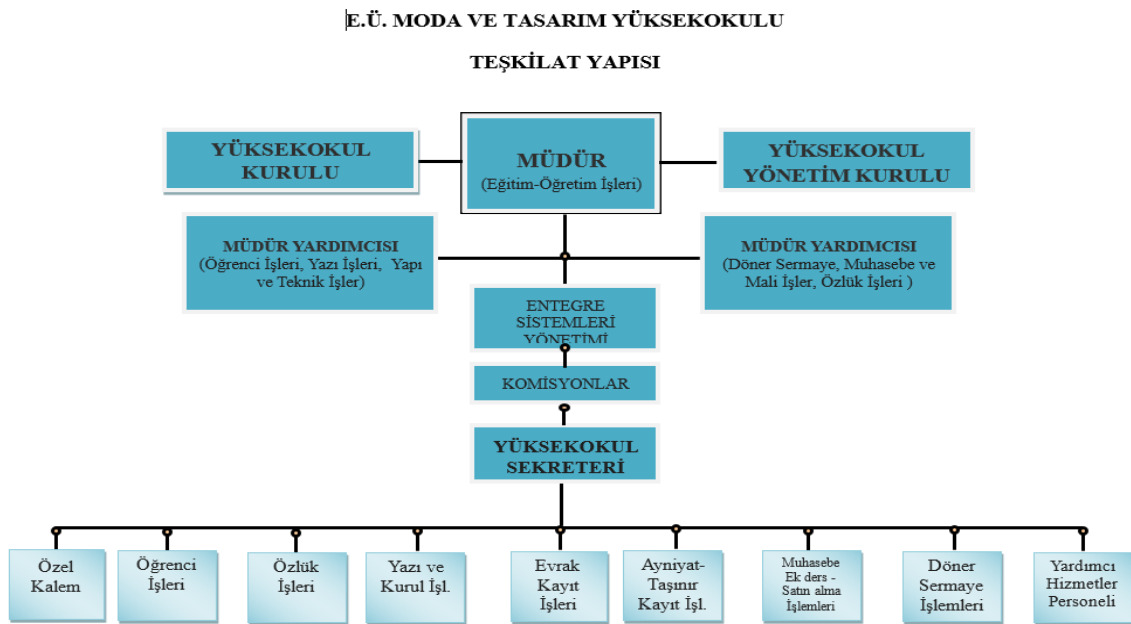 E.Ü. MODA VE TASARIM YÜKSEKOKULU
TEŞKİLAT YAPISI
YÜKSEKOKUL
KURULU
MÜDÜR
(Eğitim-Öğretim İşleri)
YÜKSEKOKUL
YÖNETİM KURULU
MÜDÜR YARDIMCISI
(Öğrenci İşleri, Yazı İşleri, Yapı
ve Teknik İşler)
MÜDÜR YARDIMCISI
(Döner Sermaye, Muhasebe ve
Mali İşler, Özlük İşleri )
ENTEGRE
SİSTEMLERİ
YÖNETİMİ
KOMİSYONLAR
YÜKSEKOKUL
SEKRETERİ
Özel
Kalem
Öğrenci
İşleri
Özlük
İşleri
Yazı ve
Kurul İşl.
Evrak
Kayıt
İşleri
Ayniyat-
Taşınır
Kayıt İşl.
Muhasebe
Ek ders -
Satın alma
İşlemleri
Döner
Sermaye
İşlemleri
Yardımcı
Hizmetler
Personeli